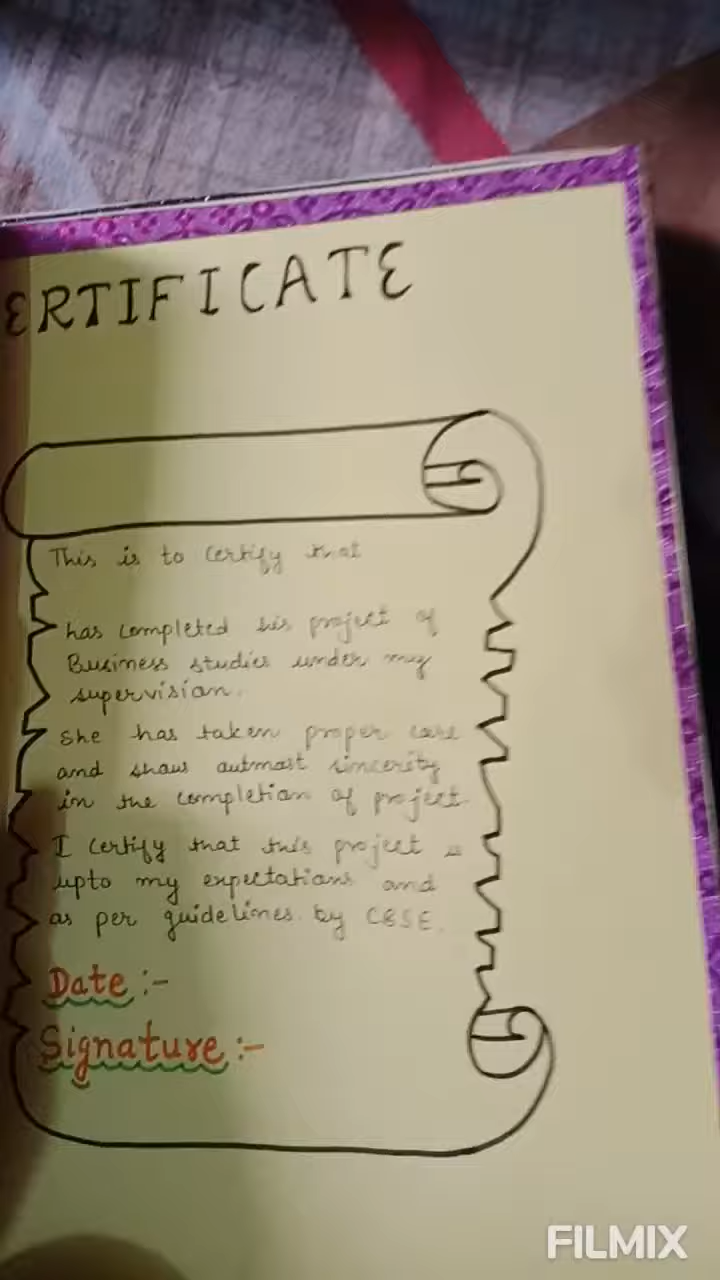 ERTIFICATE
This is to certify that
has completed his project of
Business studies under my
supervision.
She has taken proper care
and shows autmost sincerity
in the completion of project
I certify that this project is
upto my expectations and
as per guidelines by CBSE.
Date :-
Signature :-
FILMIX